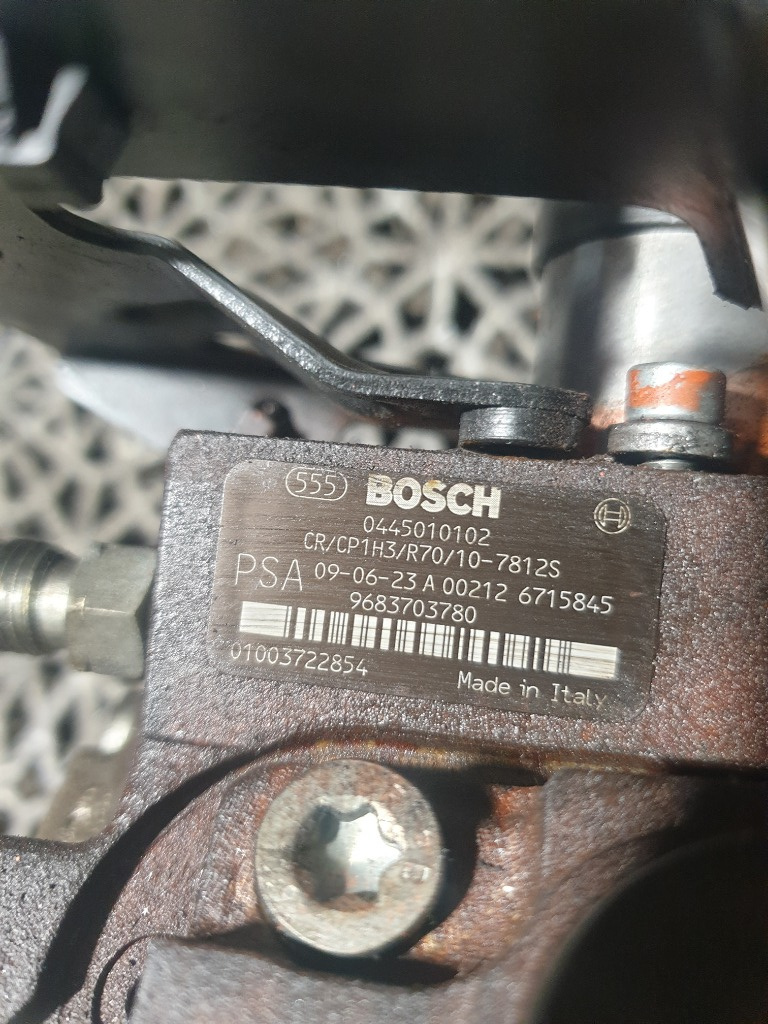 555 BOSCH
0445010102
CR/CP1H3/R70/10-7812S
PSA 09-06-23 A 00212 6715845
9683703780
01003722854
Made in Italy